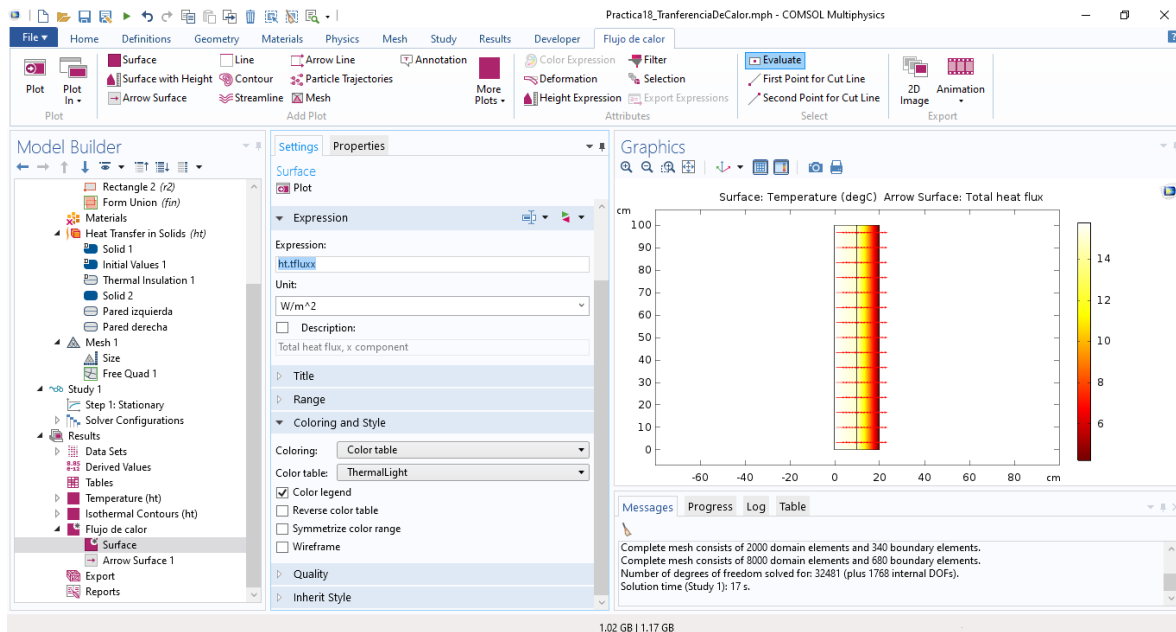 Practica18_TranferenciaDeCalor.mph - COMSOL Multiphysics
File Home Definitions Geometry Materials Physics Mesh Study Results Developer Flujo de calor
Surface Line Arrow Line Annotation Color Expression Filter Evaluate
Surface with Height Contour Particle Trajectories Deformation Selection First Point for Cut Line
Arrow Surface Streamline Mesh Height Expression Export Expressions Second Point for Cut Line
Plot Plot In More Plots 2D Image Animation
Plot Add Plot Attributes Select Export
Model Builder
Rectangle 2 (r2)
Form Union (fin)
Materials
Heat Transfer in Solids (ht)
Solid 1
Initial Values 1
Thermal Insulation 1
Solid 2
Pared izquierda
Pared derecha
Mesh 1
Size
Free Quad 1
Study 1
Step 1: Stationary
Solver Configurations
Results
Data Sets
8.85
e-12
Derived Values
Tables
Temperature (ht)
Isothermal Contours (ht)
Flujo de calor
Surface
Arrow Surface 1
Export
Reports
Settings Properties
Surface
Plot
Expression
Expression:
ht.tfluxx
Unit:
W/m^2
Description:
Total heat flux, x component
Title
Range
Coloring and Style
Coloring: Color table
Color table: ThermalLight
Color legend
Reverse color table
Symmetrize color range
Wireframe
Quality
Inherit Style
Graphics
Surface: Temperature (degC) Arrow Surface: Total heat flux
cm
100
90
80
70
60
50
40
30
20
10
0
-60 -40 -20 0 20 40 60 80 cm
14
12
10
8
6
Messages Progress Log Table
Complete mesh consists of 2000 domain elements and 340 boundary elements.
Complete mesh consists of 8000 domain elements and 680 boundary elements.
Number of degrees of freedom solved for: 32481 (plus 1768 internal DOFs).
Solution time (Study 1): 17 s.
1.02 GB | 1.17 GB